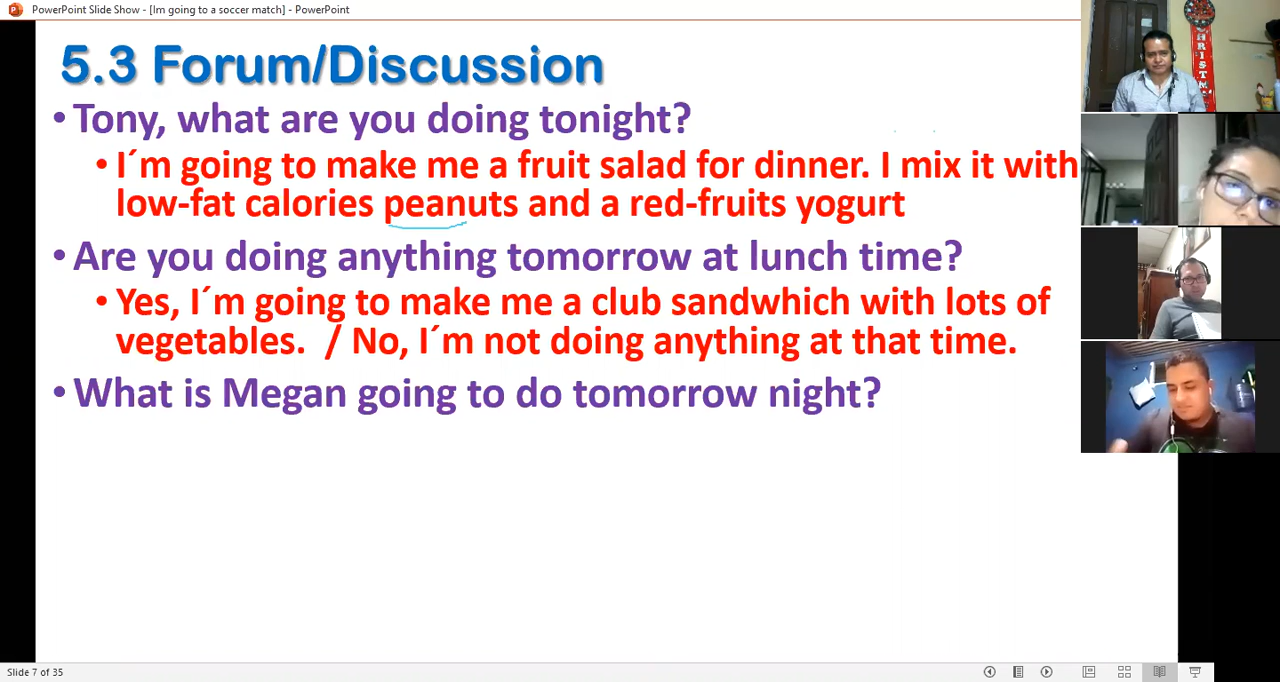 PowerPoint Slide Show - [Im going to a soccer match] - PowerPoint
5.3 Forum/Discussion
• Tony, what are you doing tonight?
• I´m going to make me a fruit salad for dinner. I mix it with
low-fat calories peanuts and a red-fruits yogurt
• Are you doing anything tomorrow at lunch time?
• Yes, I´m going to make me a club sandwhich with lots of
vegetables. / No, I´m not doing anything at that time.
• What is Megan going to do tomorrow night?
RISTM
Slide 7 of 35